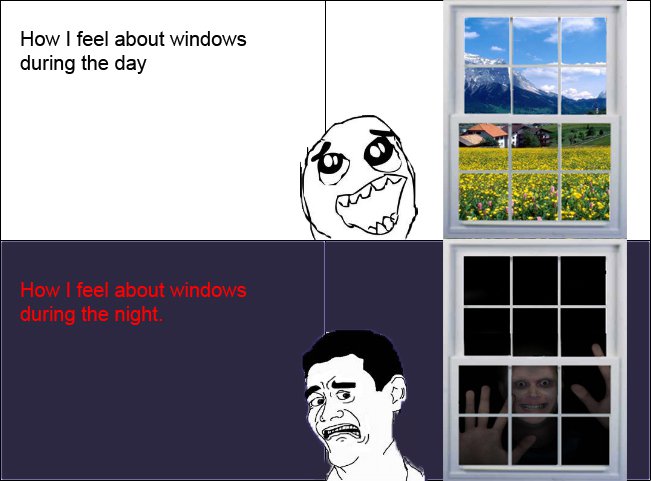 How I feel about windows
during the day
How I feel about windows
during the night.